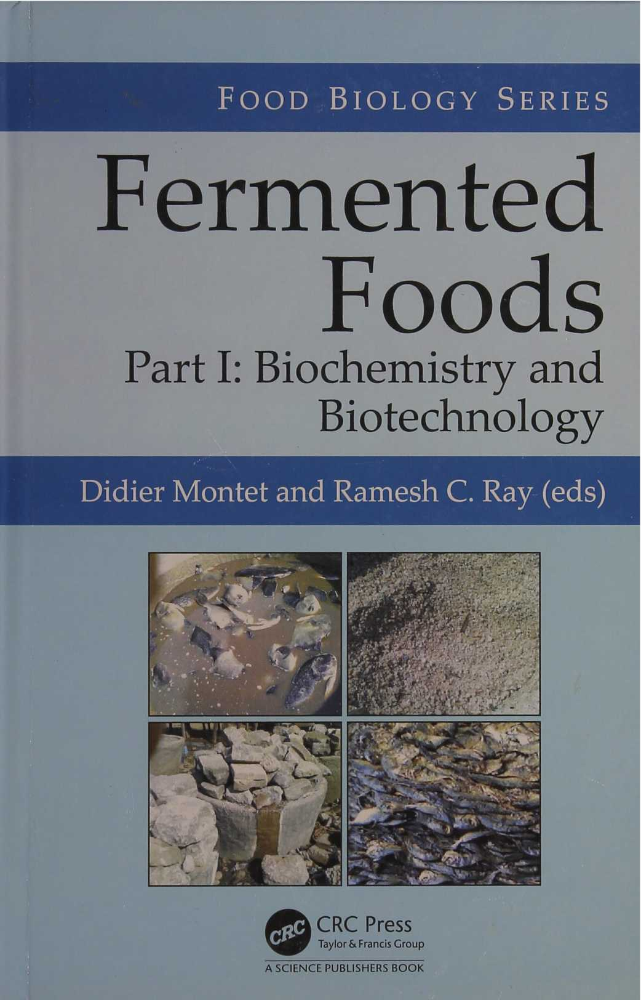 FOOD BIOLOGY SERIES
Fermented
Foods
Part I: Biochemistry and
Biotechnology
Didier Montet and Ramesh C. Ray (eds)
CRC
CRC Press
Taylor & Francis Group
A SCIENCE PUBLISHERS BOOK